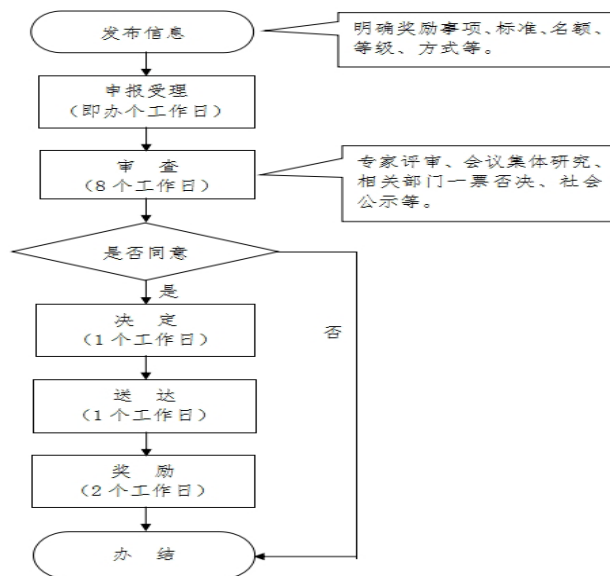 发布信息
明确奖励事项、标准、名额、
等级、方式等。
申报受理
（即办个工作日）
审 查
（8 个工作日）
专家评审、会议集体研究、
相关部门一票否决、社会
公示等。
是否同意
是
否
决 定
（1 个工作日）
送 达
（1 个工作日）
奖 励
（2 个工作日）
办 结